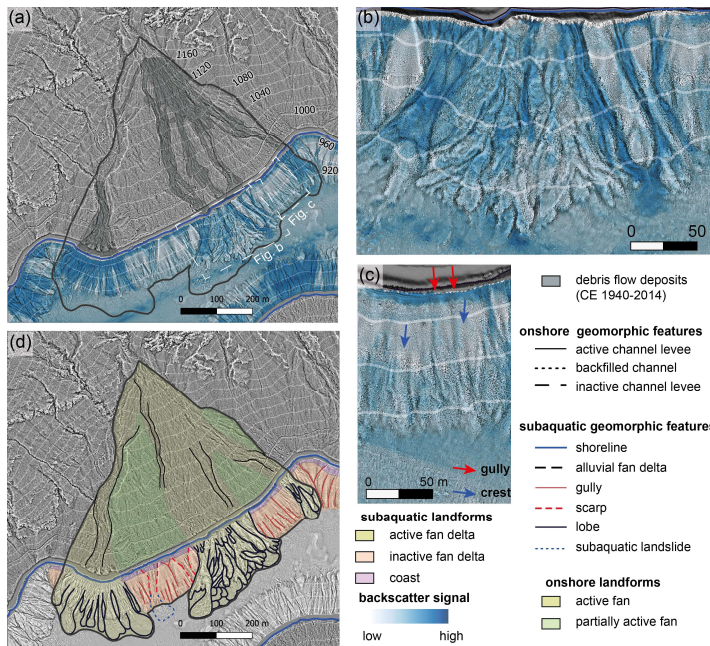 (a)
1160
1120
1080
1040
1000
960
920
Fig. b
Fig. c
0 100 200 m
(b)
0 50
(c)
0 50 m
gully
crest
debris flow deposits
(CE 1940-2014)
onshore geomorphic features
active channel levee
backfilled channel
inactive channel levee
subaquatic geomorphic features
shoreline
alluvial fan delta
gully
scarp
lobe
subaquatic landslide
onshore landforms
active fan
partially active fan
(d)
0 100 200 m
subaquatic landforms
active fan delta
inactive fan delta
coast
backscatter signal
low high